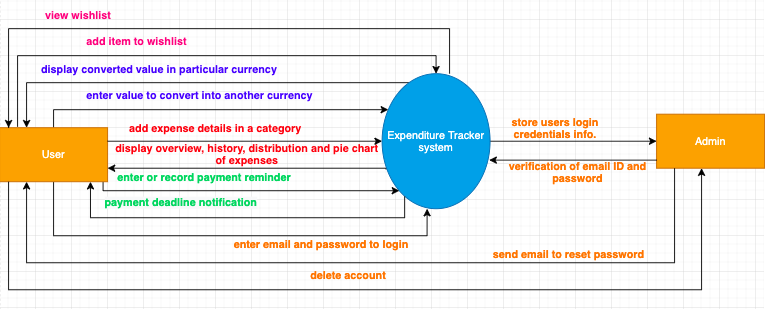 view wishlist
add item to wishlist
display converted value in particular currency
enter value to convert into another currency
add expense details in a category
display overview, history, distribution and pie chart
of expenses
enter or record payment reminder
payment deadline notification
enter email and password to login
send email to reset password
delete account
User
Expenditure Tracker
system
store users login
credentials info.
verification of email ID and
password
Admin